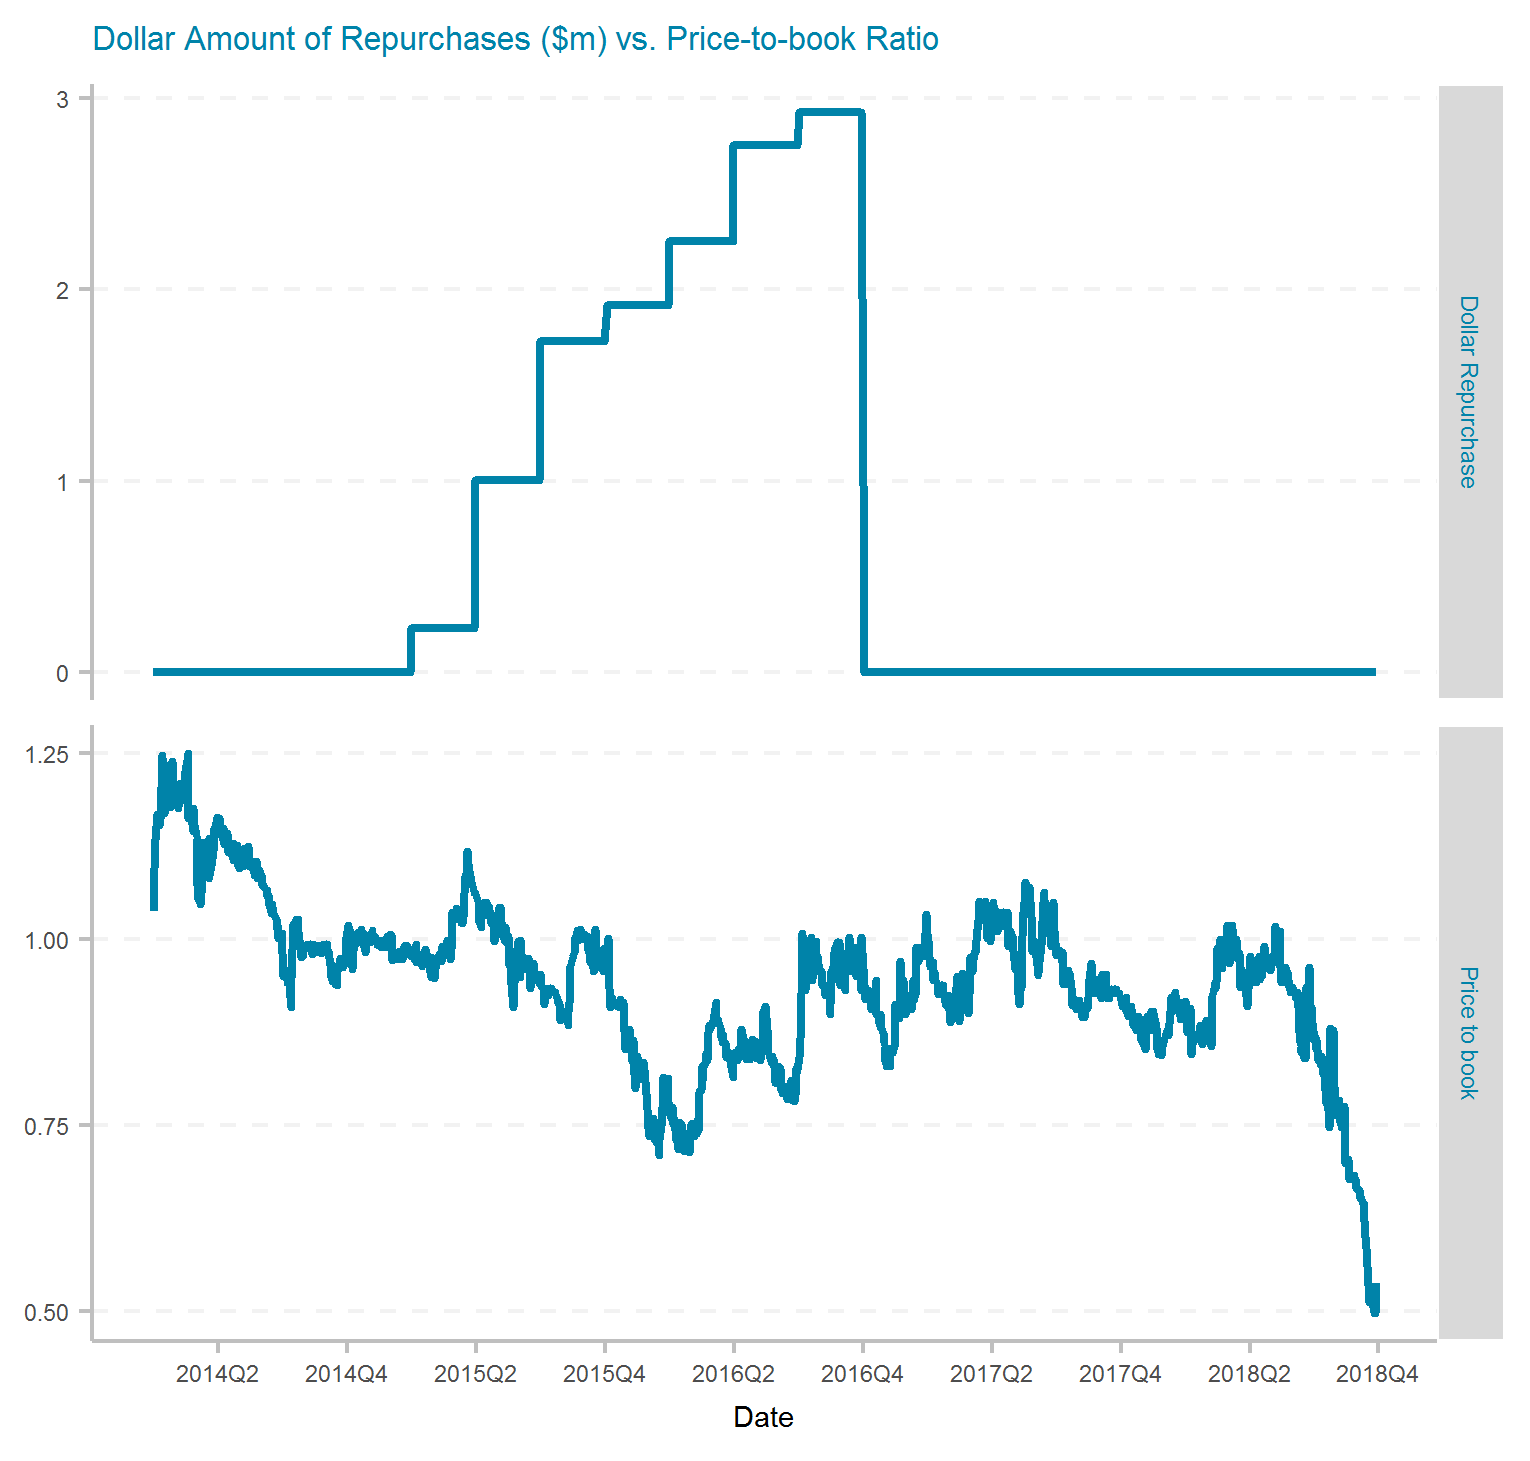 Dollar Amount of Repurchases ($m) vs. Price-to-book Ratio
3
2
1
0
Dollar Repurchase
1.25
1.00
0.75
0.50
Price to book
2014Q2 2014Q4 2015Q2 2015Q4 2016Q2 2016Q4 2017Q2 2017Q4 2018Q2 2018Q4
Date